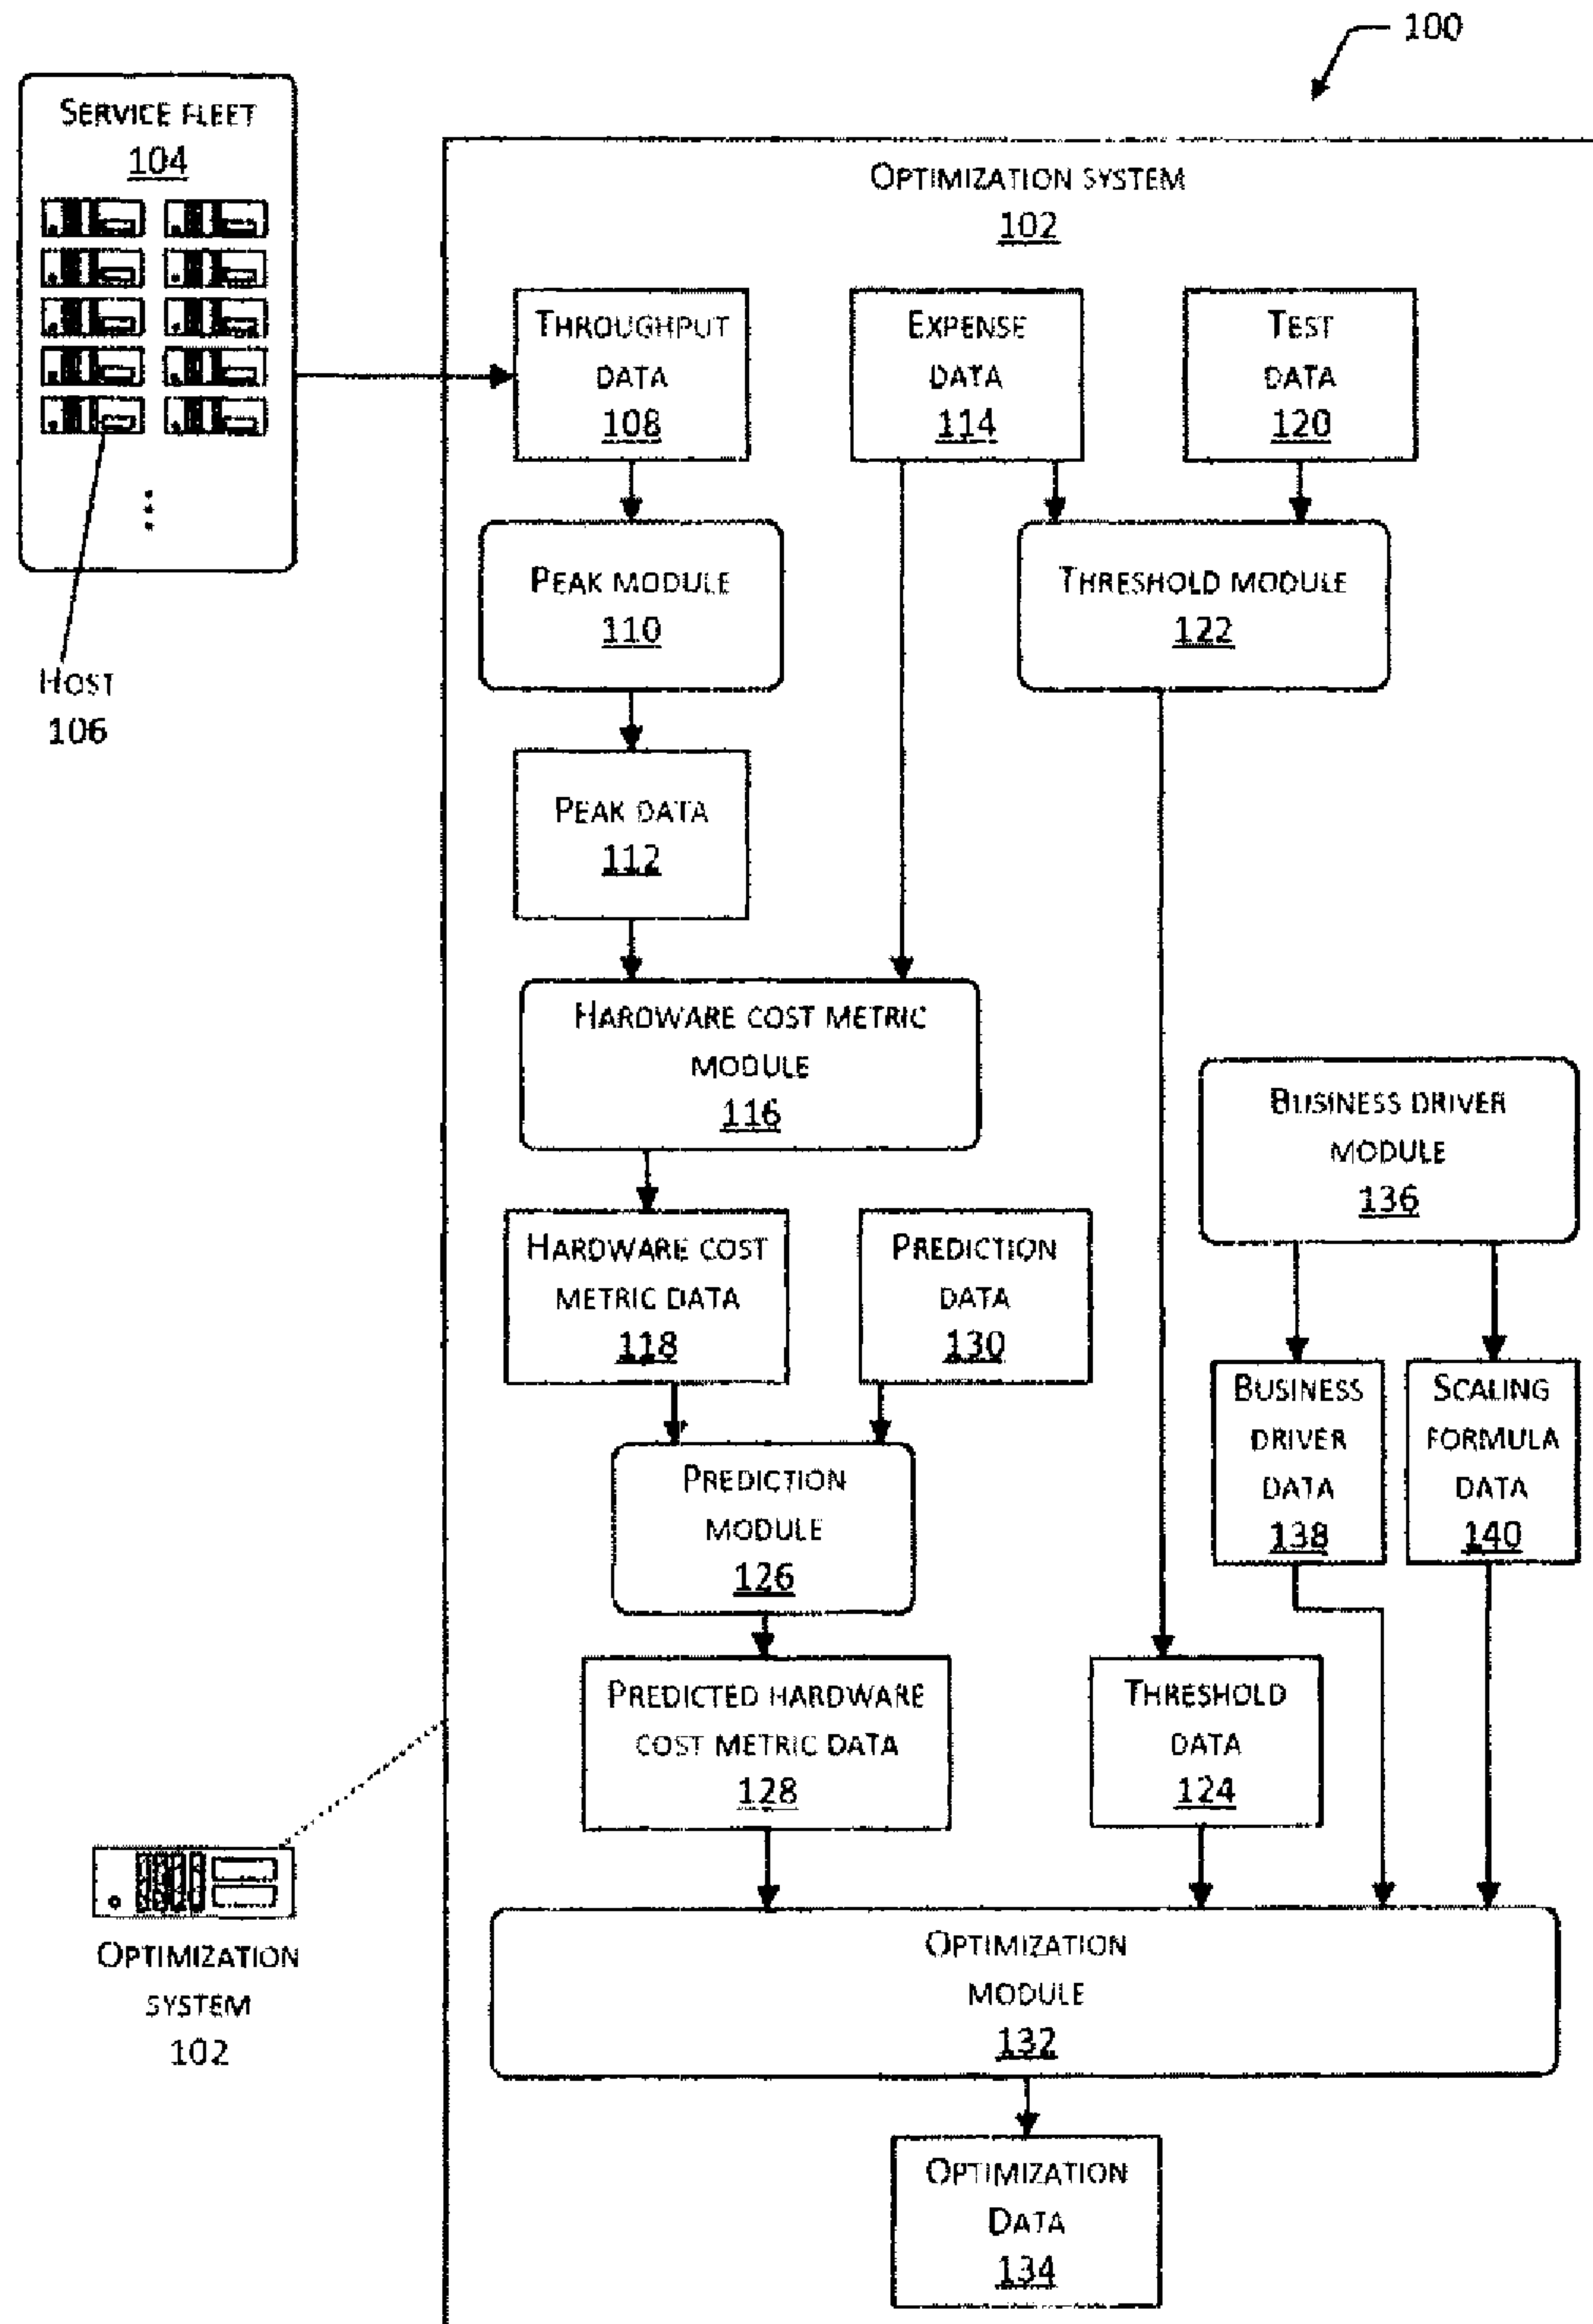 100
SERVICE FLEET
104
HOST
106
OPTIMIZATION SYSTEM
102
THROUGHPUT
DATA
108
EXPENSE
DATA
114
TEST
DATA
120
PEAK MODULE
110
THRESHOLD MODULE
122
PEAK DATA
112
HARDWARE COST METRIC
MODULE
116
BUSINESS DRIVER
MODULE
136
HARDWARE COST
METRIC DATA
118
PREDICTION
DATA
130
BUSINESS
DRIVER
DATA
138
SCALING
FORMULA
DATA
140
PREDICTION
MODULE
126
PREDICTED HARDWARE
COST METRIC DATA
128
THRESHOLD
DATA
124
OPTIMIZATION
SYSTEM
102
OPTIMIZATION
MODULE
132
OPTIMIZATION
DATA
134